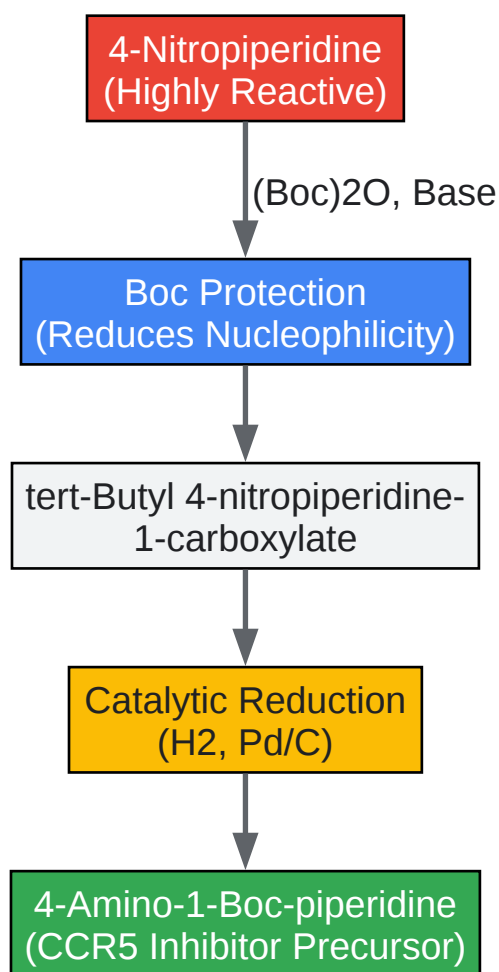 4-Nitropiperidine
(Highly Reactive)
(Boc)2O, Base
Boc Protection
(Reduces Nucleophilicity)
tert-Butyl 4-nitropiperidine-
1-carboxylate
Catalytic Reduction
(H2, Pd/C)
4-Amino-1-Boc-piperidine
(CCR5 Inhibitor Precursor)